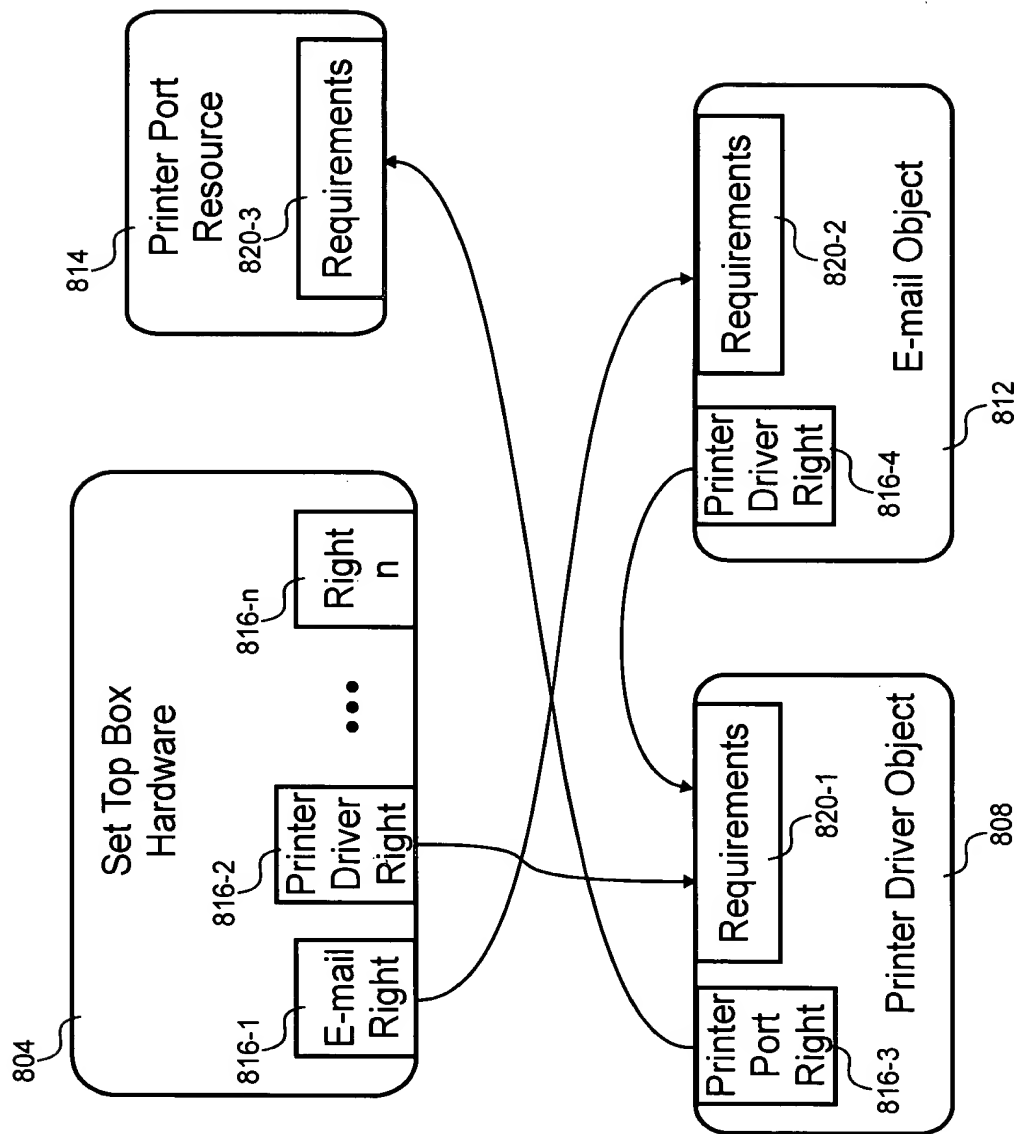 804
Set Top Box
Hardware
816-1
E-mail
Right
816-2
Printer
Driver
Right
•••
816-n
Right
n
814
Printer Port
Resource
820-3
Requirements
Printer
Port
Right
816-3
Requirements
820-1
Printer Driver Object
808
Printer
Driver
Right
816-4
Requirements
820-2
E-mail Object
812